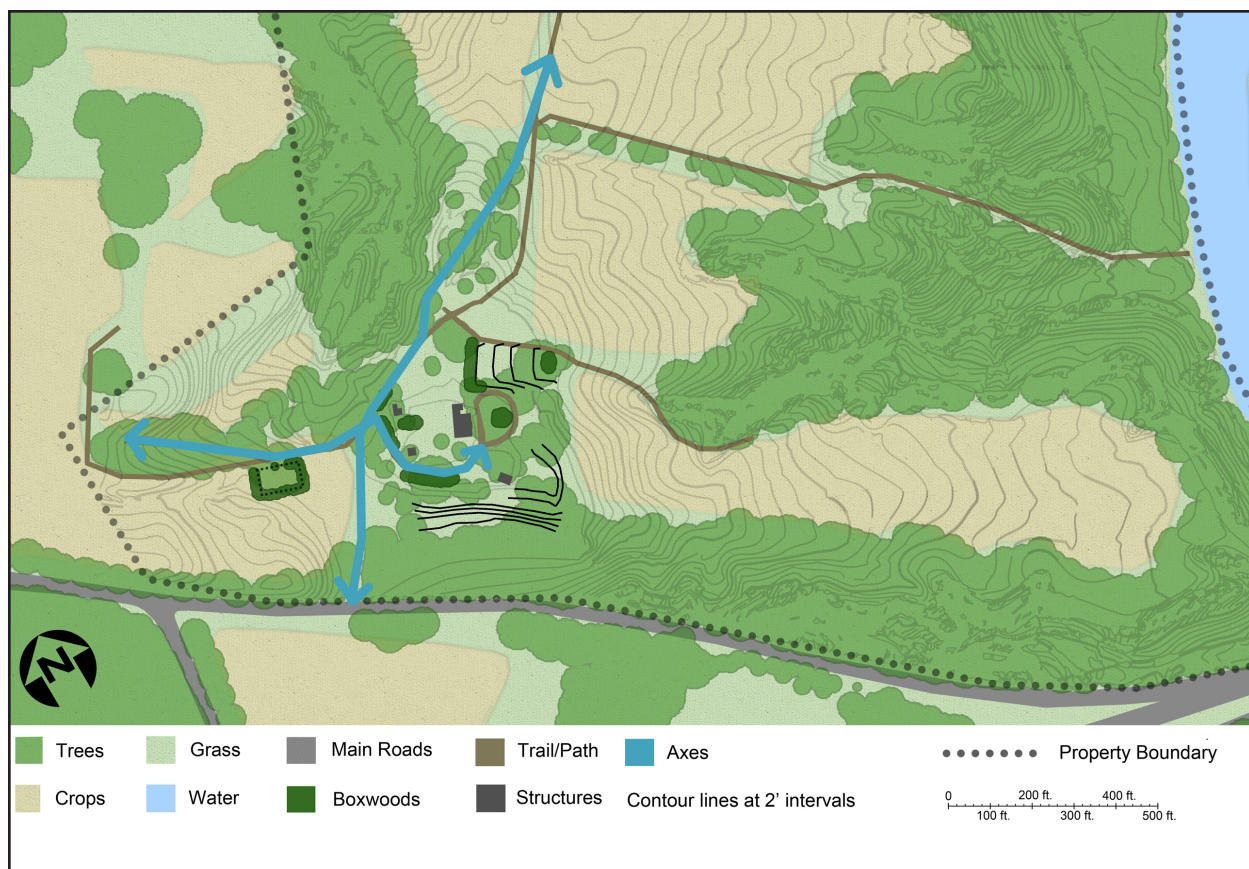 N
Trees
Grass
Main Roads
Trail/Path
Axes
Property Boundary
Crops
Water
Boxwoods
Structures
Contour lines at 2' intervals
0 200 ft. 400 ft.
100 ft. 300 ft. 500 ft.